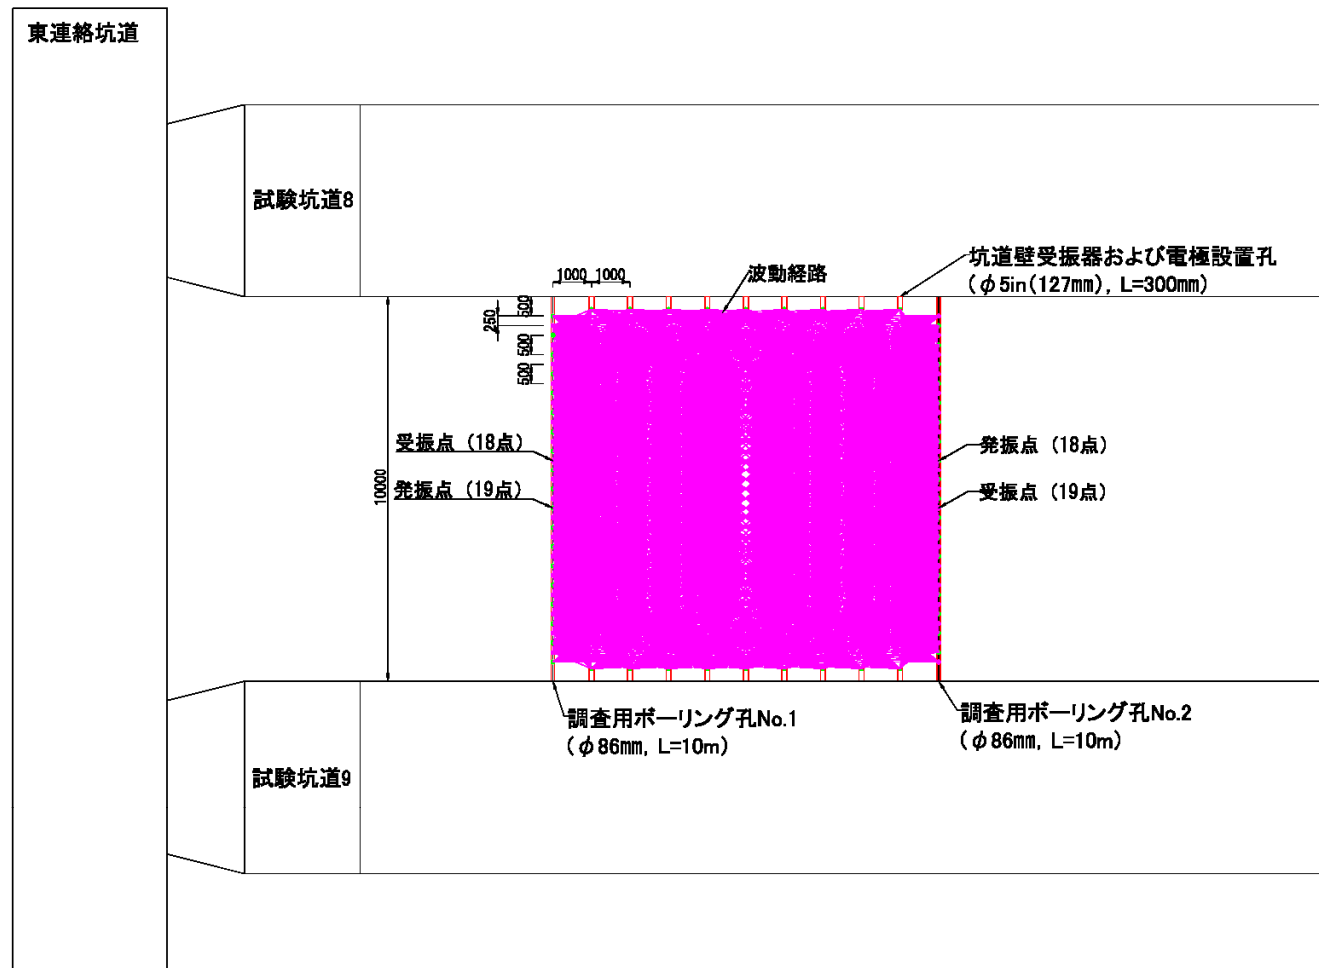 東連絡坑道
試験坑道8
坑道壁受振器および電極設置孔
(φ5in(127mm), L=300mm)
波動経路
1000 1000
500
250
500
500
受振点 (18点)
発振点 (19点)
10000
発振点 (18点)
受振点 (19点)
調査用ボーリング孔No.1
(φ86mm, L=10m)
調査用ボーリング孔No.2
(φ86mm, L=10m)
試験坑道9